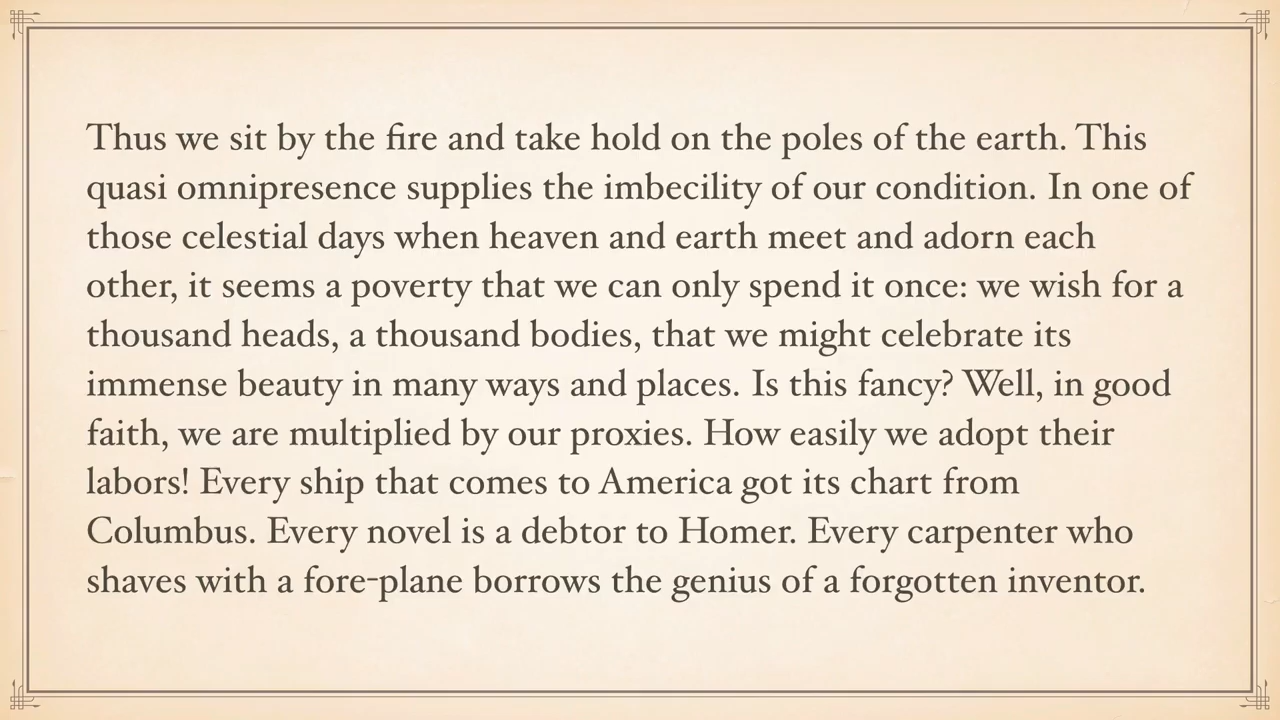 Thus we sit by the fire and take hold on the poles of the earth. This
quasi omnipresence supplies the imbecility of our condition. In one of
those celestial days when heaven and earth meet and adorn each
other, it seems a poverty that we can only spend it once: we wish for a
thousand heads, a thousand bodies, that we might celebrate its
immense beauty in many ways and places. Is this fancy? Well, in good
faith, we are multiplied by our proxies. How easily we adopt their
labors! Every ship that comes to America got its chart from
Columbus. Every novel is a debtor to Homer. Every carpenter who
shaves with a fore-plane borrows the genius of a forgotten inventor.